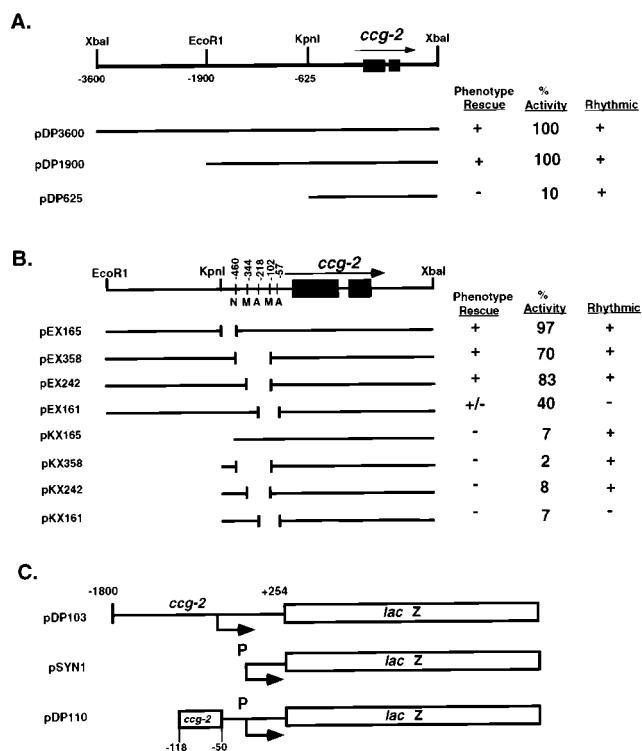 A.
XbaI EcoR1 KpnI ccg-2 XbaI
-3600 -1900 -625
Phenotype Rescue % Activity Rhythmic
pDP3600 + 100 +
pDP1900 + 100 +
pDP625 - 10 +
B.
EcoR1 KpnI -460 -344 -218 -102 -57 ccg-2 XbaI
N M A M A
Phenotype Rescue % Activity Rhythmic
pEX165 + 97 +
pEX358 + 70 +
pEX242 + 83 +
pEX161 +/- 40 -
pKX165 - 7 +
pKX358 - 2 +
pKX242 - 8 +
pKX161 - 7 -
C.
-1800 ccg-2 +254
pDP103 lac Z
P
pSYN1 lac Z
P
pDP110 ccg-2 lac Z
-118 -50